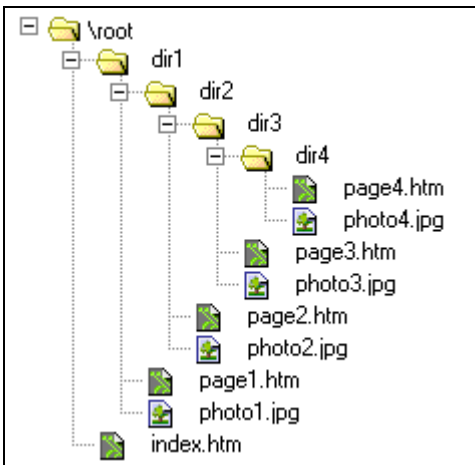 \root
dir1
dir2
dir3
dir4
page4.htm
photo4.jpg
page3.htm
photo3.jpg
page2.htm
photo2.jpg
page1.htm
photo1.jpg
index.htm